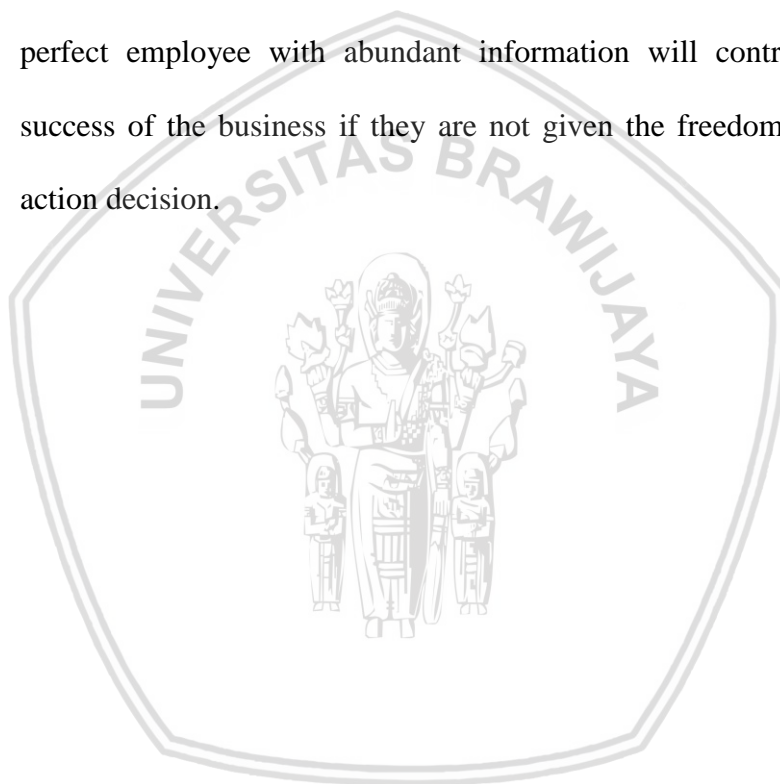 perfect employee with abundant information will contr
success of the business if they are not given the freedom
action decision.
UNIVERSITAS BRAWIJAYA